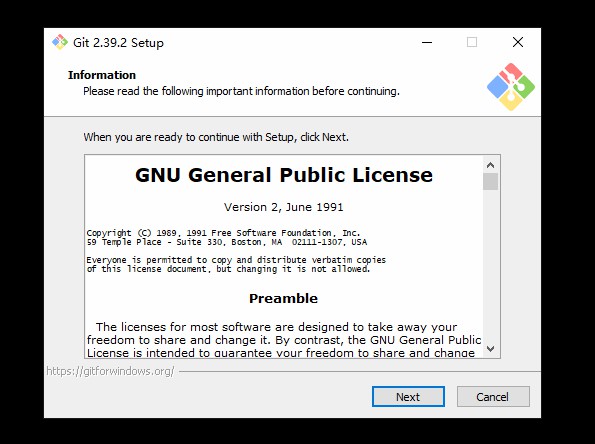 Git 2.39.2 Setup
Information
Please read the following important information before continuing.
When you are ready to continue with Setup, click Next.
GNU General Public License
Version 2, June 1991
Copyright (C) 1989, 1991 Free Software Foundation, Inc.
59 Temple Place - Suite 330, Boston, MA  02111-1307, USA
Everyone is permitted to copy and distribute verbatim copies
of this license document, but changing it is not allowed.
Preamble
The licenses for most software are designed to take away your
freedom to share and change it. By contrast, the GNU General Public
License is intended to guarantee your freedom to share and change
https://gitforwindows.org/
Next
Cancel